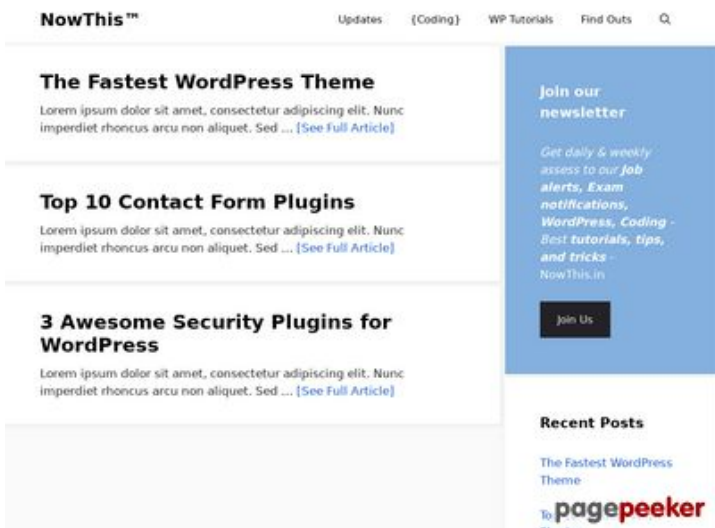 NowThis™
Updates {Coding} WP Tutorials Find Outs
The Fastest WordPress Theme
Lorem ipsum dolor sit amet, consectetur adipiscing elit. Nunc
imperdiet rhoncus arcu non aliquet. Sed ... [See Full Article]
Top 10 Contact Form Plugins
Lorem ipsum dolor sit amet, consectetur adipiscing elit. Nunc
imperdiet rhoncus arcu non aliquet. Sed ... [See Full Article]
3 Awesome Security Plugins for
WordPress
Lorem ipsum dolor sit amet, consectetur adipiscing elit. Nunc
imperdiet rhoncus arcu non aliquet. Sed ... [See Full Article]
Join our
newsletter
Get daily & weekly
assess to our Job
alerts, Exam
notifications,
WordPress, Coding -
Best tutorials, tips,
and tricks -
NowThis.in
Join Us
Recent Posts
The Fastest WordPress
Theme
pagepeeker